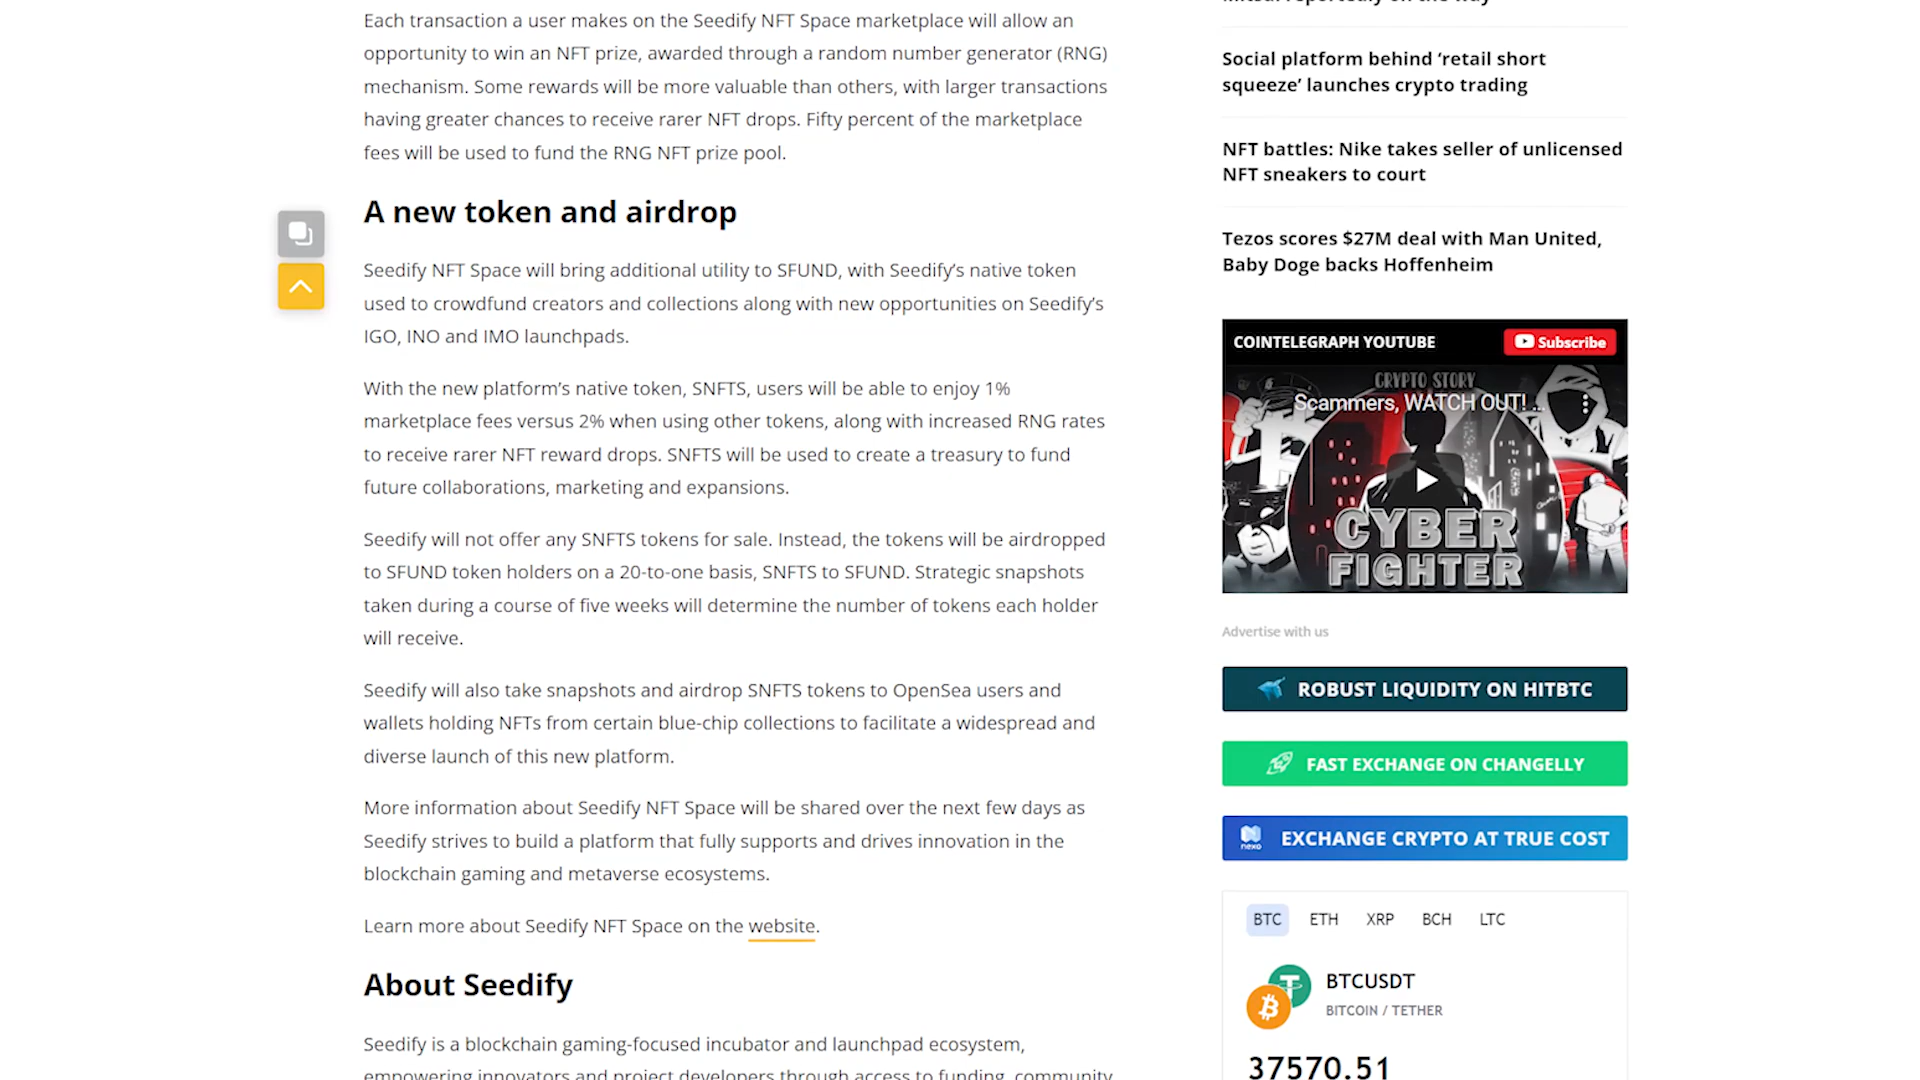 Each transaction a user makes on the Seedify NFT Space marketplace will allow an
opportunity to win an NFT prize, awarded through a random number generator (RNG)
mechanism. Some rewards will be more valuable than others, with larger transactions
having greater chances to receive rarer NFT drops. Fifty percent of the marketplace
fees will be used to fund the RNG NFT prize pool.
A new token and airdrop
Seedify NFT Space will bring additional utility to SFUND, with Seedify’s native token
used to crowdfund creators and collections along with new opportunities on Seedify’s
IGO, INO and IMO launchpads.
With the new platform’s native token, SNFTS, users will be able to enjoy 1%
marketplace fees versus 2% when using other tokens, along with increased RNG rates
to receive rarer NFT reward drops. SNFTS will be used to create a treasury to fund
future collaborations, marketing and expansions.
Seedify will not offer any SNFTS tokens for sale. Instead, the tokens will be airdropped
to SFUND token holders on a 20-to-one basis, SNFTS to SFUND. Strategic snapshots
taken during a course of five weeks will determine the number of tokens each holder
will receive.
Seedify will also take snapshots and airdrop SNFTS tokens to OpenSea users and
wallets holding NFTs from certain blue-chip collections to facilitate a widespread and
diverse launch of this new platform.
More information about Seedify NFT Space will be shared over the next few days as
Seedify strives to build a platform that fully supports and drives innovation in the
blockchain gaming and metaverse ecosystems.
Learn more about Seedify NFT Space on the website.
About Seedify
Seedify is a blockchain gaming-focused incubator and launchpad ecosystem,
empowering innovators and project developers through access to funding, community
reportedly on the way
Social platform behind ‘retail short
squeeze’ launches crypto trading
NFT battles: Nike takes seller of unlicensed
NFT sneakers to court
Tezos scores $27M deal with Man United,
Baby Doge backs Hoffenheim
COINTELEGRAPH YOUTUBE
Subscribe
CRYPTO STORY
Scammers, WATCH OUT! ...
CYBER
FIGHTER
Advertise with us
ROBUST LIQUIDITY ON HITBTC
FAST EXCHANGE ON CHANGELLY
nexo EXCHANGE CRYPTO AT TRUE COST
BTC ETH XRP BCH LTC
BTCUSDT
BITCOIN / TETHER
37570.51